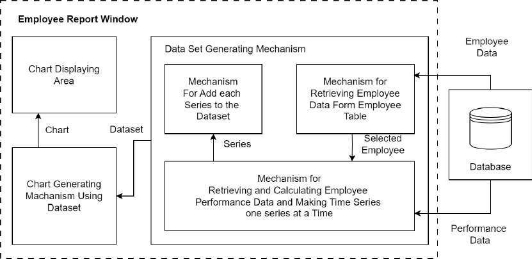 Employee Report Window
Chart Displaying
Area
Chart
Chart Generating
Mechanism Using
Dataset
Dataset
Data Set Generating Mechanism
Mechanism
For Add each
Series to the
Dataset
Series
Mechanism for
Retrieving Employee
Data Form Employee
Table
Selected
Employee
Mechanism for
Retrieving and Calculating Employee
Performance Data and Making Time Series
one series at a Time
Employee
Data
Database
Performance
Data